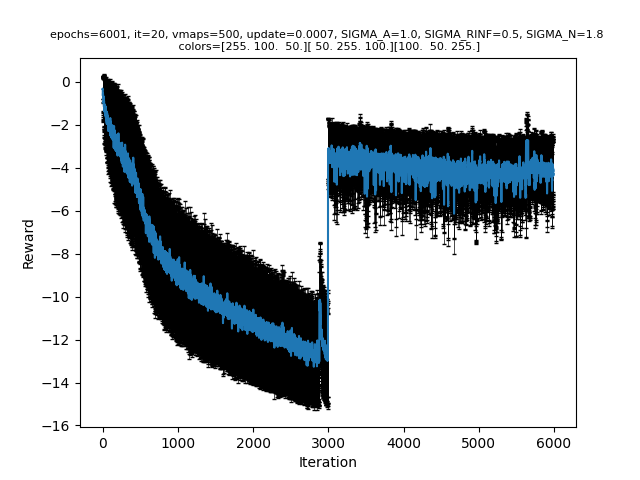 epochs=6001, it=20, vmaps=500, update=0.0007, SIGMA_A=1.0, SIGMA_RINF=0.5, SIGMA_N=1.8
colors=[255. 100.  50.][ 50. 255. 100.][100.  50. 255.]
0
−2
−4
−6
−8
−10
−12
−14
−16
Reward
0 1000 2000 3000 4000 5000 6000
Iteration